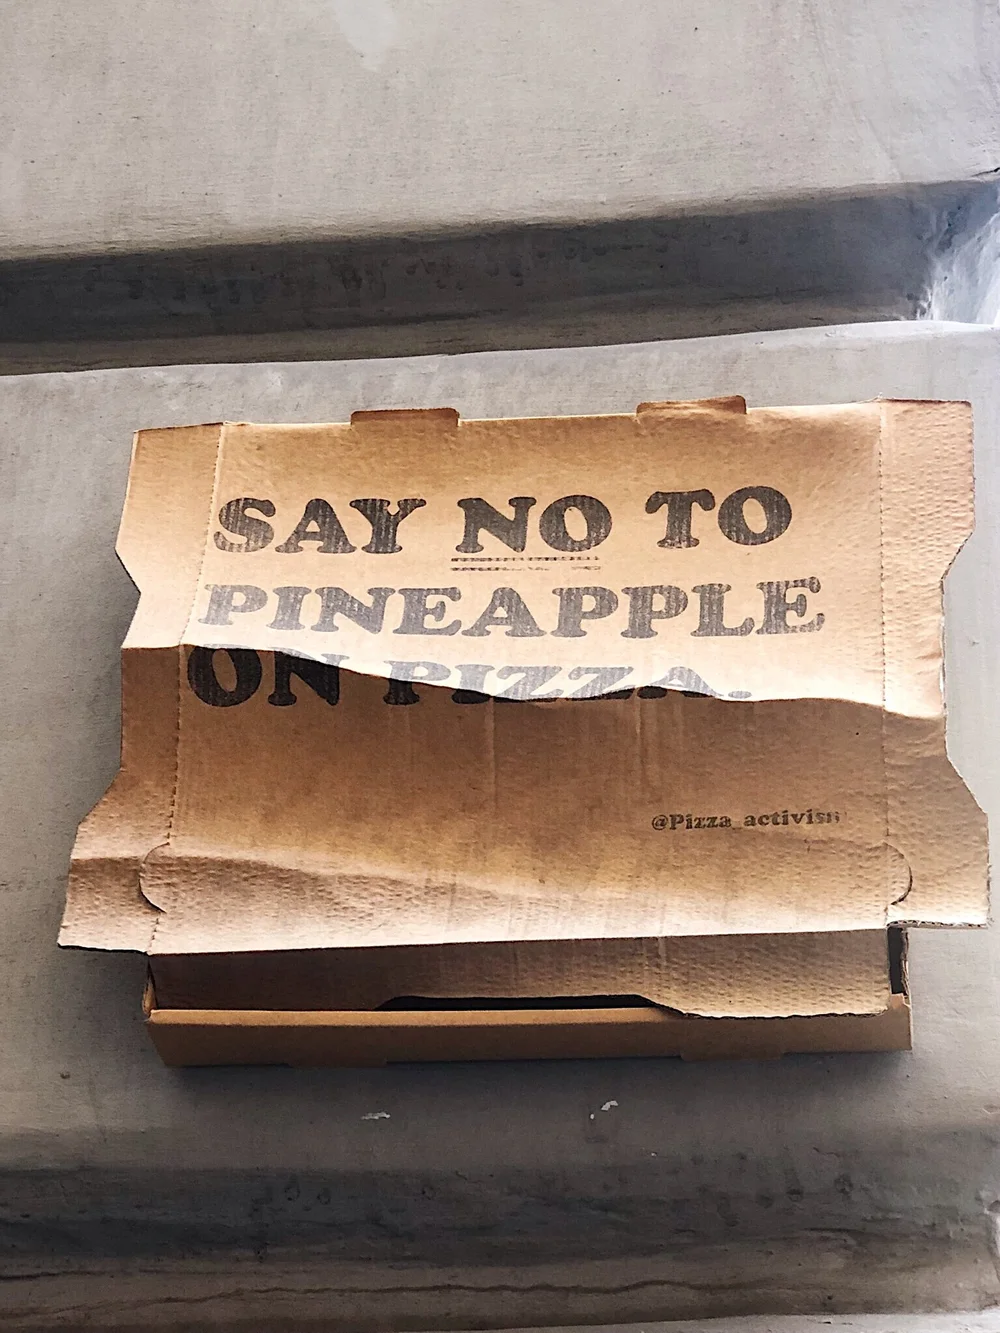 SAY NO TO
PINEAPPLE
ON PIZZA.
@Pizza_activism